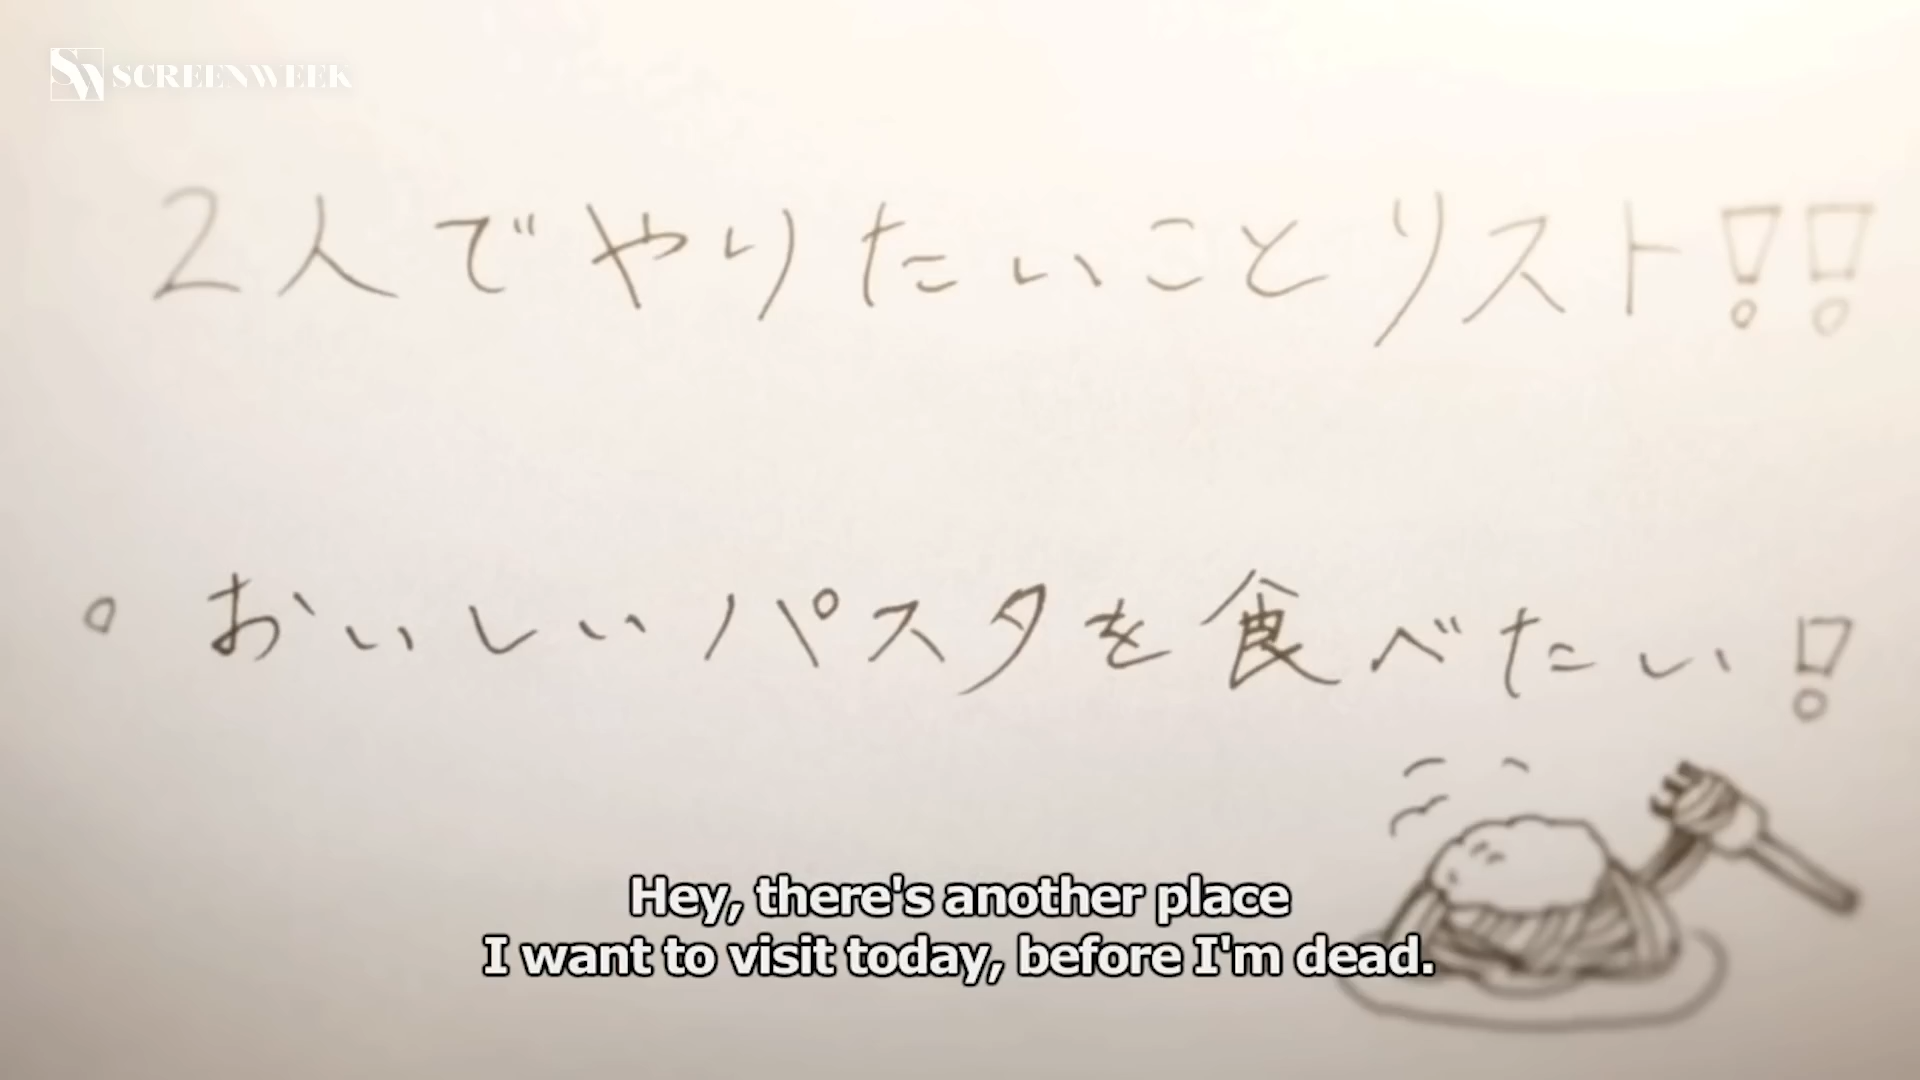 SW SCREENWEEK
2人でやりたいことリスト!!
。おいしいパスタを食べたい!
Hey, there's another place
I want to visit today, before I'm dead.